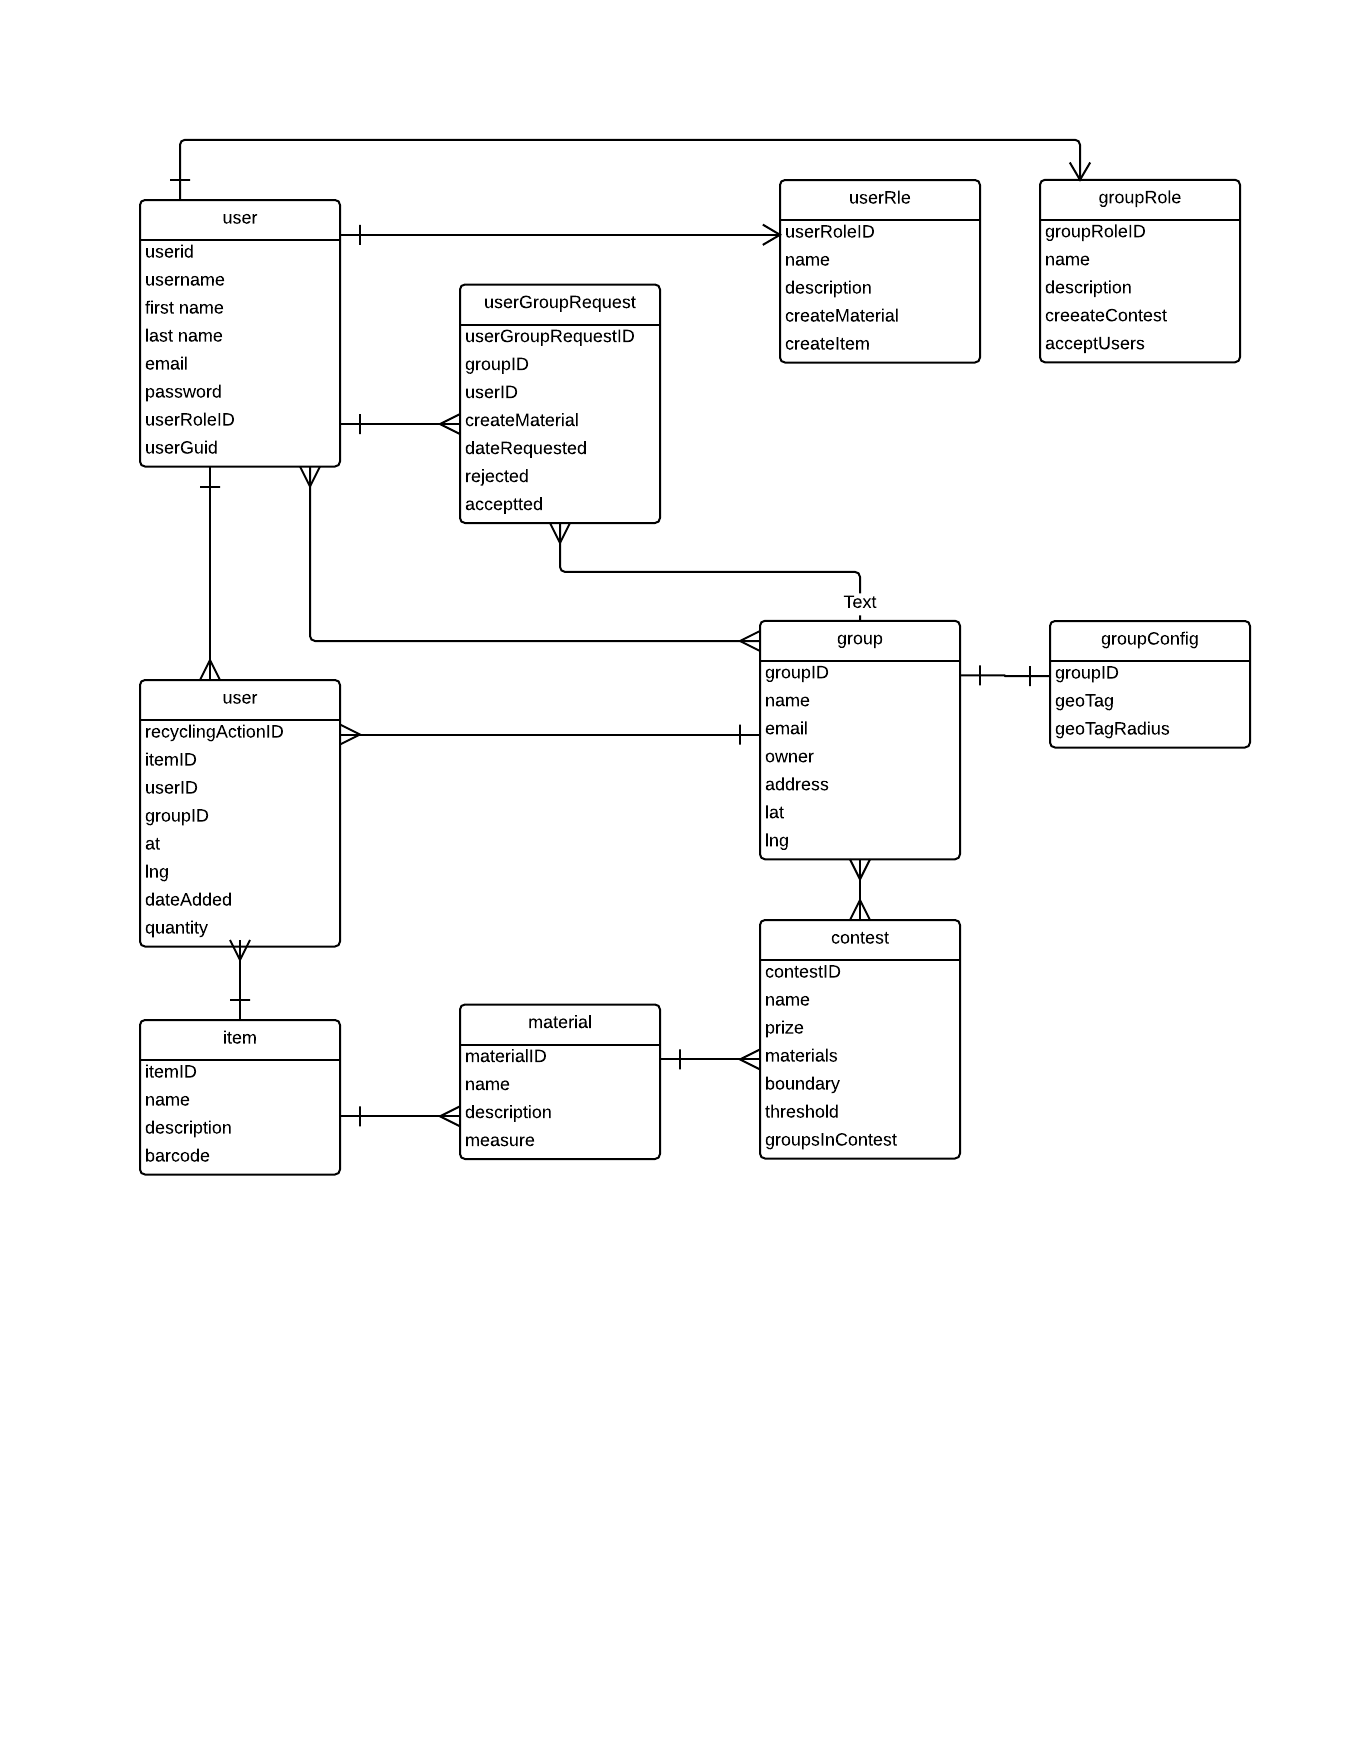 user
userid
username
first name
last name
email
password
userRoleID
userGuid
userGroupRequest
userGroupRequestID
groupID
userID
createMaterial
dateRequested
rejected
acceptted
userRle
userRoleID
name
description
createMaterial
createItem
groupRole
groupRoleID
name
description
creeateContest
acceptUsers
Text
user
recyclingActionID
itemID
userID
groupID
at
lng
dateAdded
quantity
group
groupID
name
email
owner
address
lat
lng
groupConfig
groupID
geoTag
geoTagRadius
item
itemID
name
description
barcode
material
materialID
name
description
measure
contest
contestID
name
prize
materials
boundary
threshold
groupsInContest